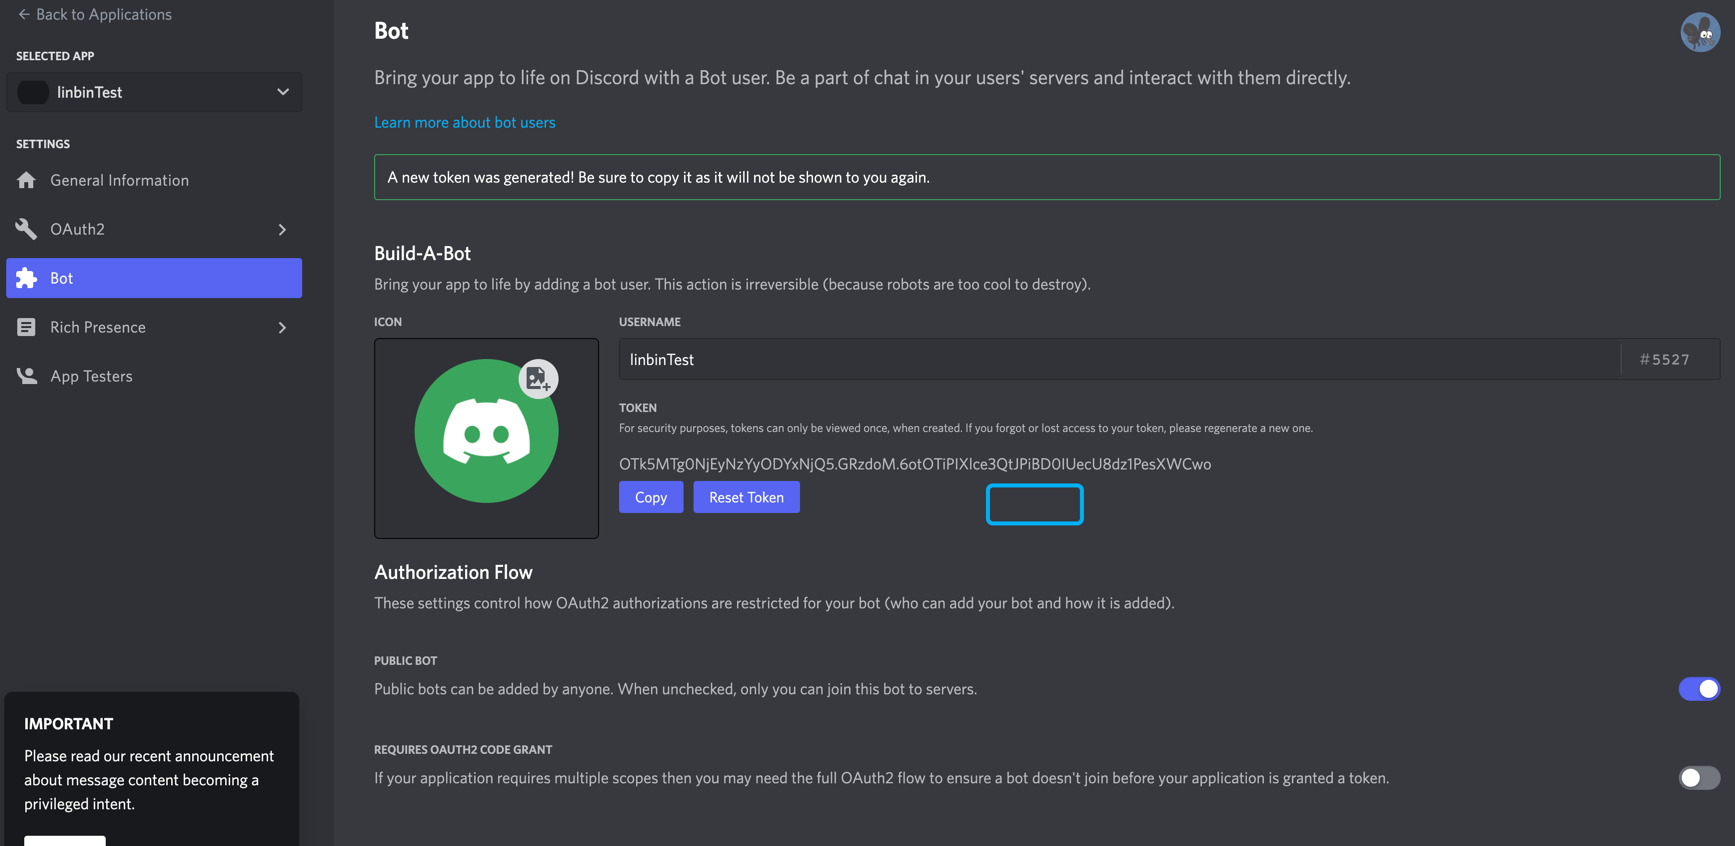 ← Back to Applications
SELECTED APP
linbinTest
SETTINGS
General Information
OAuth2
Bot
Rich Presence
App Testers
IMPORTANT
Please read our recent announcement
about message content becoming a
privileged intent.
Bot
Bring your app to life on Discord with a Bot user. Be a part of chat in your users' servers and interact with them directly.
Learn more about bot users
A new token was generated! Be sure to copy it as it will not be shown to you again.
Build-A-Bot
Bring your app to life by adding a bot user. This action is irreversible (because robots are too cool to destroy).
ICON
USERNAME
linbinTest
#5527
TOKEN
For security purposes, tokens can only be viewed once, when created. If you forgot or lost access to your token, please regenerate a new one.
OTk5MTg0NjEyNzYyODYxNjQ5.GRzdoM.6otOTiPIXlce3QtJPiBD0IUecU8dz1PesXWCwo
Copy
Reset Token
Authorization Flow
These settings control how OAuth2 authorizations are restricted for your bot (who can add your bot and how it is added).
PUBLIC BOT
Public bots can be added by anyone. When unchecked, only you can join this bot to servers.
REQUIRES OAUTH2 CODE GRANT
If your application requires multiple scopes then you may need the full OAuth2 flow to ensure a bot doesn't join before your application is granted a token.